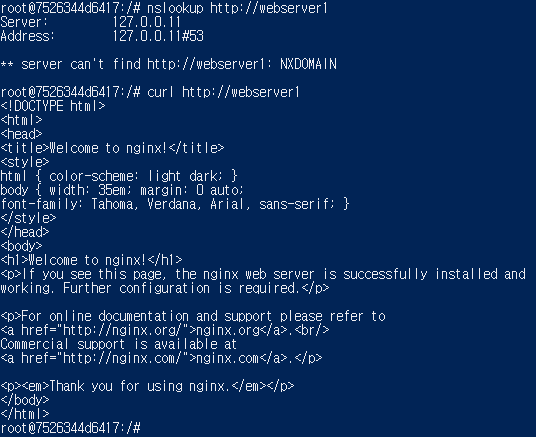 root@7526344d6417:/# nslookup http://webserver1
Server:         127.0.0.11
Address:        127.0.0.11#53

** server can't find http://webserver1: NXDOMAIN

root@7526344d6417:/# curl http://webserver1
<!DOCTYPE html>
<html>
<head>
<title>Welcome to nginx!</title>
<style>
html { color-scheme: light dark; }
body { width: 35em; margin: 0 auto;
font-family: Tahoma, Verdana, Arial, sans-serif; }
</style>
</head>
<body>
<h1>Welcome to nginx!</h1>
<p>If you see this page, the nginx web server is successfully installed and
working. Further configuration is required.</p>

<p>For online documentation and support please refer to
<a href="http://nginx.org/">nginx.org</a>.<br/>
Commercial support is available at
<a href="http://nginx.com/">nginx.com</a>.</p>

<p><em>Thank you for using nginx.</em></p>
</body>
</html>
root@7526344d6417:/#